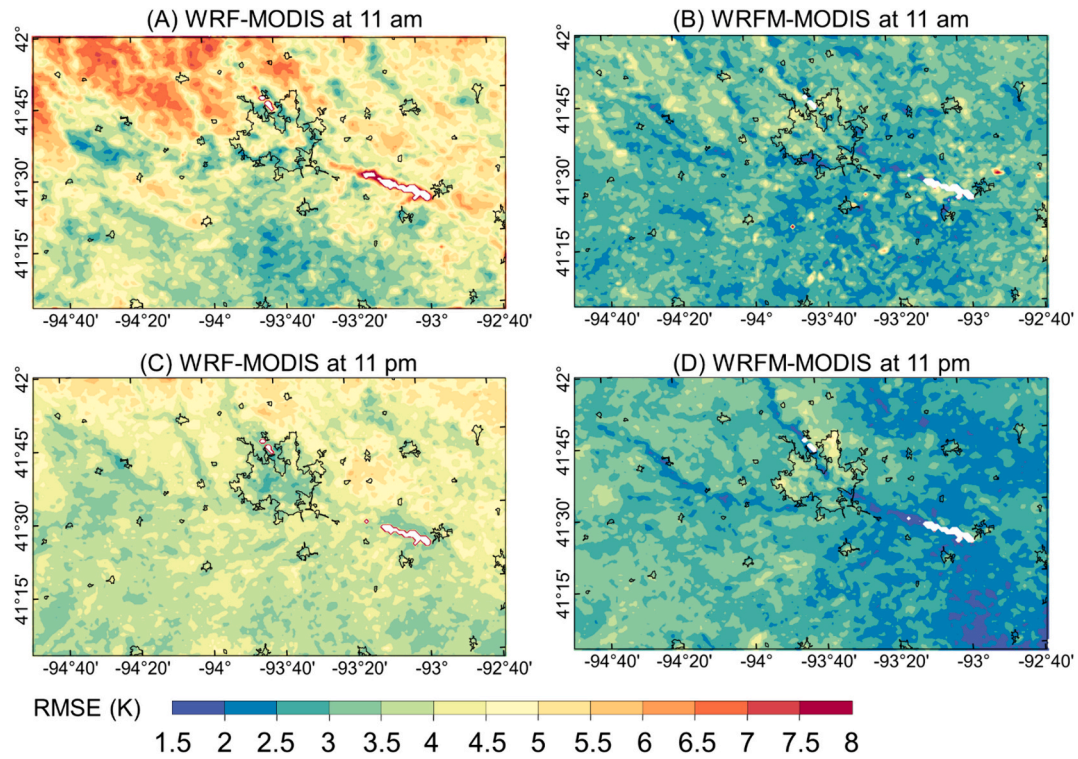 (A) WRF-MODIS at 11 am
(B) WRFM-MODIS at 11 am
42°
41°45'
41°30'
41°15'
-94°40' -94°20' -94° -93°40' -93°20' -93° -92°40'
42°
41°45'
41°30'
41°15'
-94°40' -94°20' -94° -93°40' -93°20' -93° -92°40'
(C) WRF-MODIS at 11 pm
(D) WRFM-MODIS at 11 pm
42°
41°45'
41°30'
41°15'
-94°40' -94°20' -94° -93°40' -93°20' -93° -92°40'
42°
41°45'
41°30'
41°15'
-94°40' -94°20' -94° -93°40' -93°20' -93° -92°40'
RMSE (K)
1.5 2 2.5 3 3.5 4 4.5 5 5.5 6 6.5 7 7.5 8